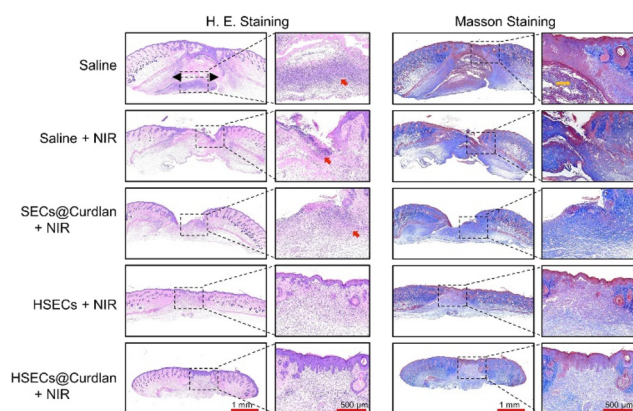 H. E. Staining
Masson Staining
Saline
Saline + NIR
SECs@Curdlan
+ NIR
HSECs + NIR
HSECs@Curdlan
+ NIR
1 mm
500 μm
1 mm
500 μm